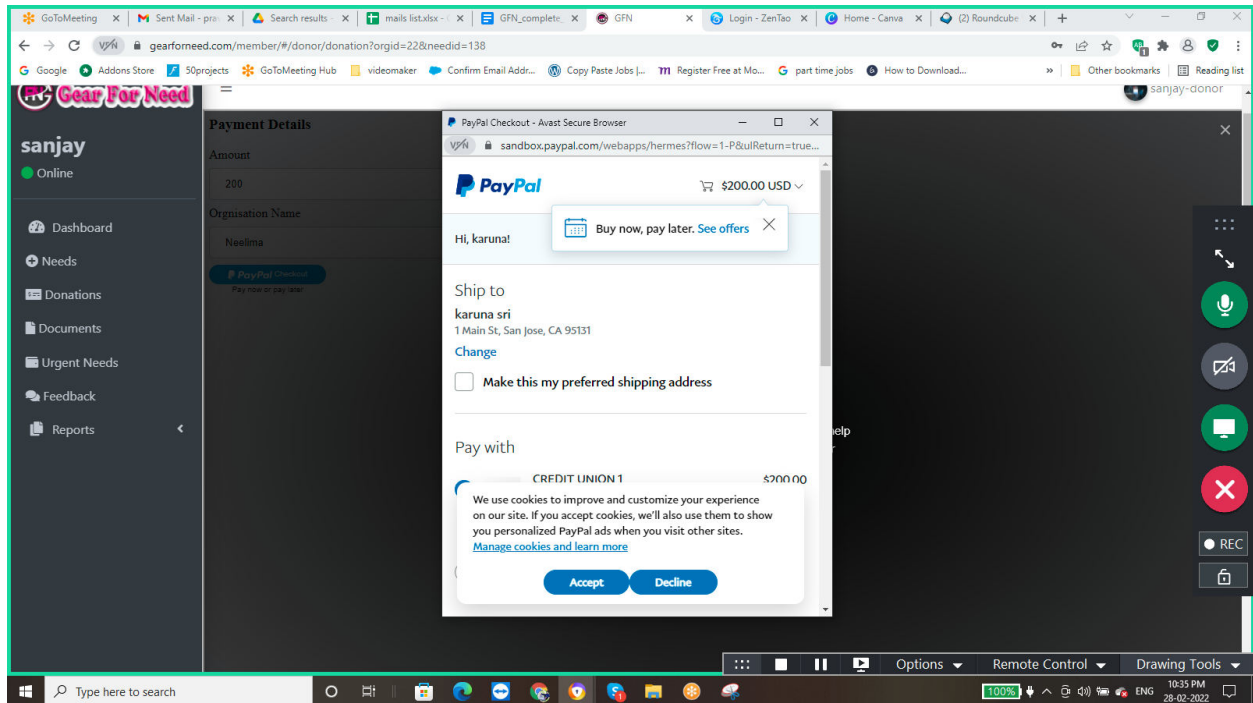 GoToMeeting
Sent Mail - pra
Search results -
mails list.xlsx -
GFN_complete_
GFN
Login - ZenTao
Home - Canva
(2) Roundcube
VPN
gearforneed.com/member/#/donor/donation?orgid=22&needid=138
Google
Addons Store
50projects
GoToMeeting Hub
videomaker
Confirm Email Addr...
Copy Paste Jobs |...
Register Free at Mo...
part time jobs
How to Download...
»
Other bookmarks
Reading list
Gear For Need
sanjay-donor
sanjay
Online
Dashboard
Needs
Donations
Documents
Urgent Needs
Feedback
Reports
Payment Details
Amount
200
Orgnisation Name
Neelima
PayPal Checkout
Pay now or pay later
PayPal Checkout - Avast Secure Browser
VPN
sandbox.paypal.com/webapps/hermes?flow=1-P&ulReturn=true...
PayPal
$200.00 USD
Buy now, pay later. See offers
Hi, karuna!
Ship to
karuna sri
1 Main St, San Jose, CA 95131
Change
Make this my preferred shipping address
Pay with
CREDIT UNION 1
$200.00
We use cookies to improve and customize your experience
on our site. If you accept cookies, we'll also use them to show
you personalized PayPal ads when you visit other sites.
Manage cookies and learn more
Accept
Decline
REC
Options
Remote Control
Drawing Tools
Type here to search
100%
ENG
10:35 PM
28-02-2022